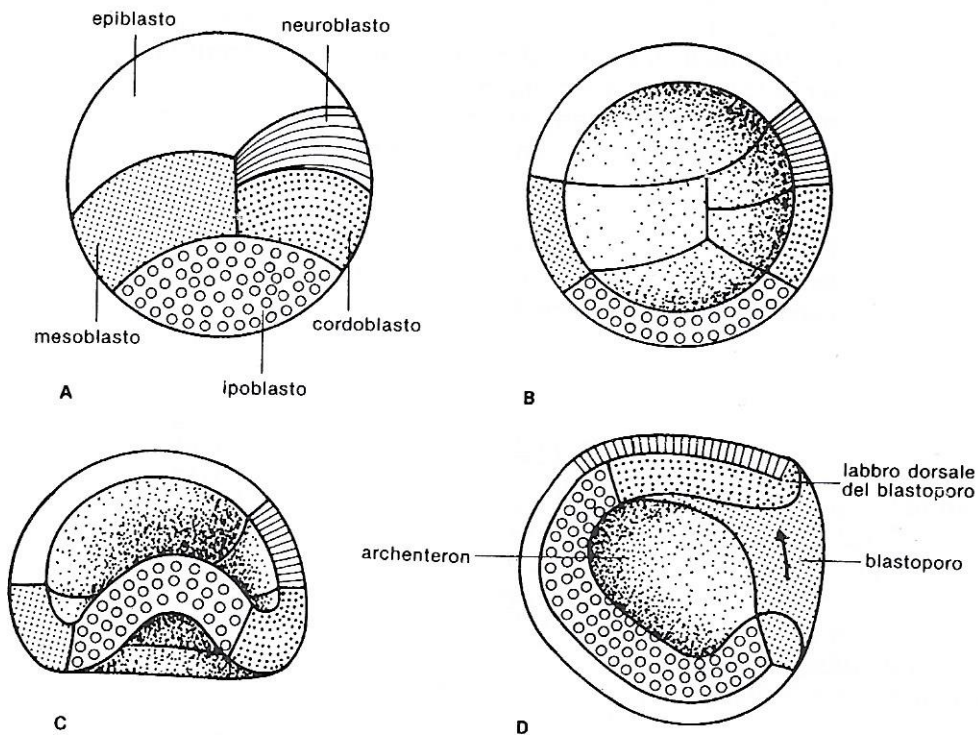 epiblasto
neuroblasto
mesoblasto
cordoblasto
ipoblasto
A
B
labbro dorsale
del blastoporo
archenteron
blastoporo
C
D